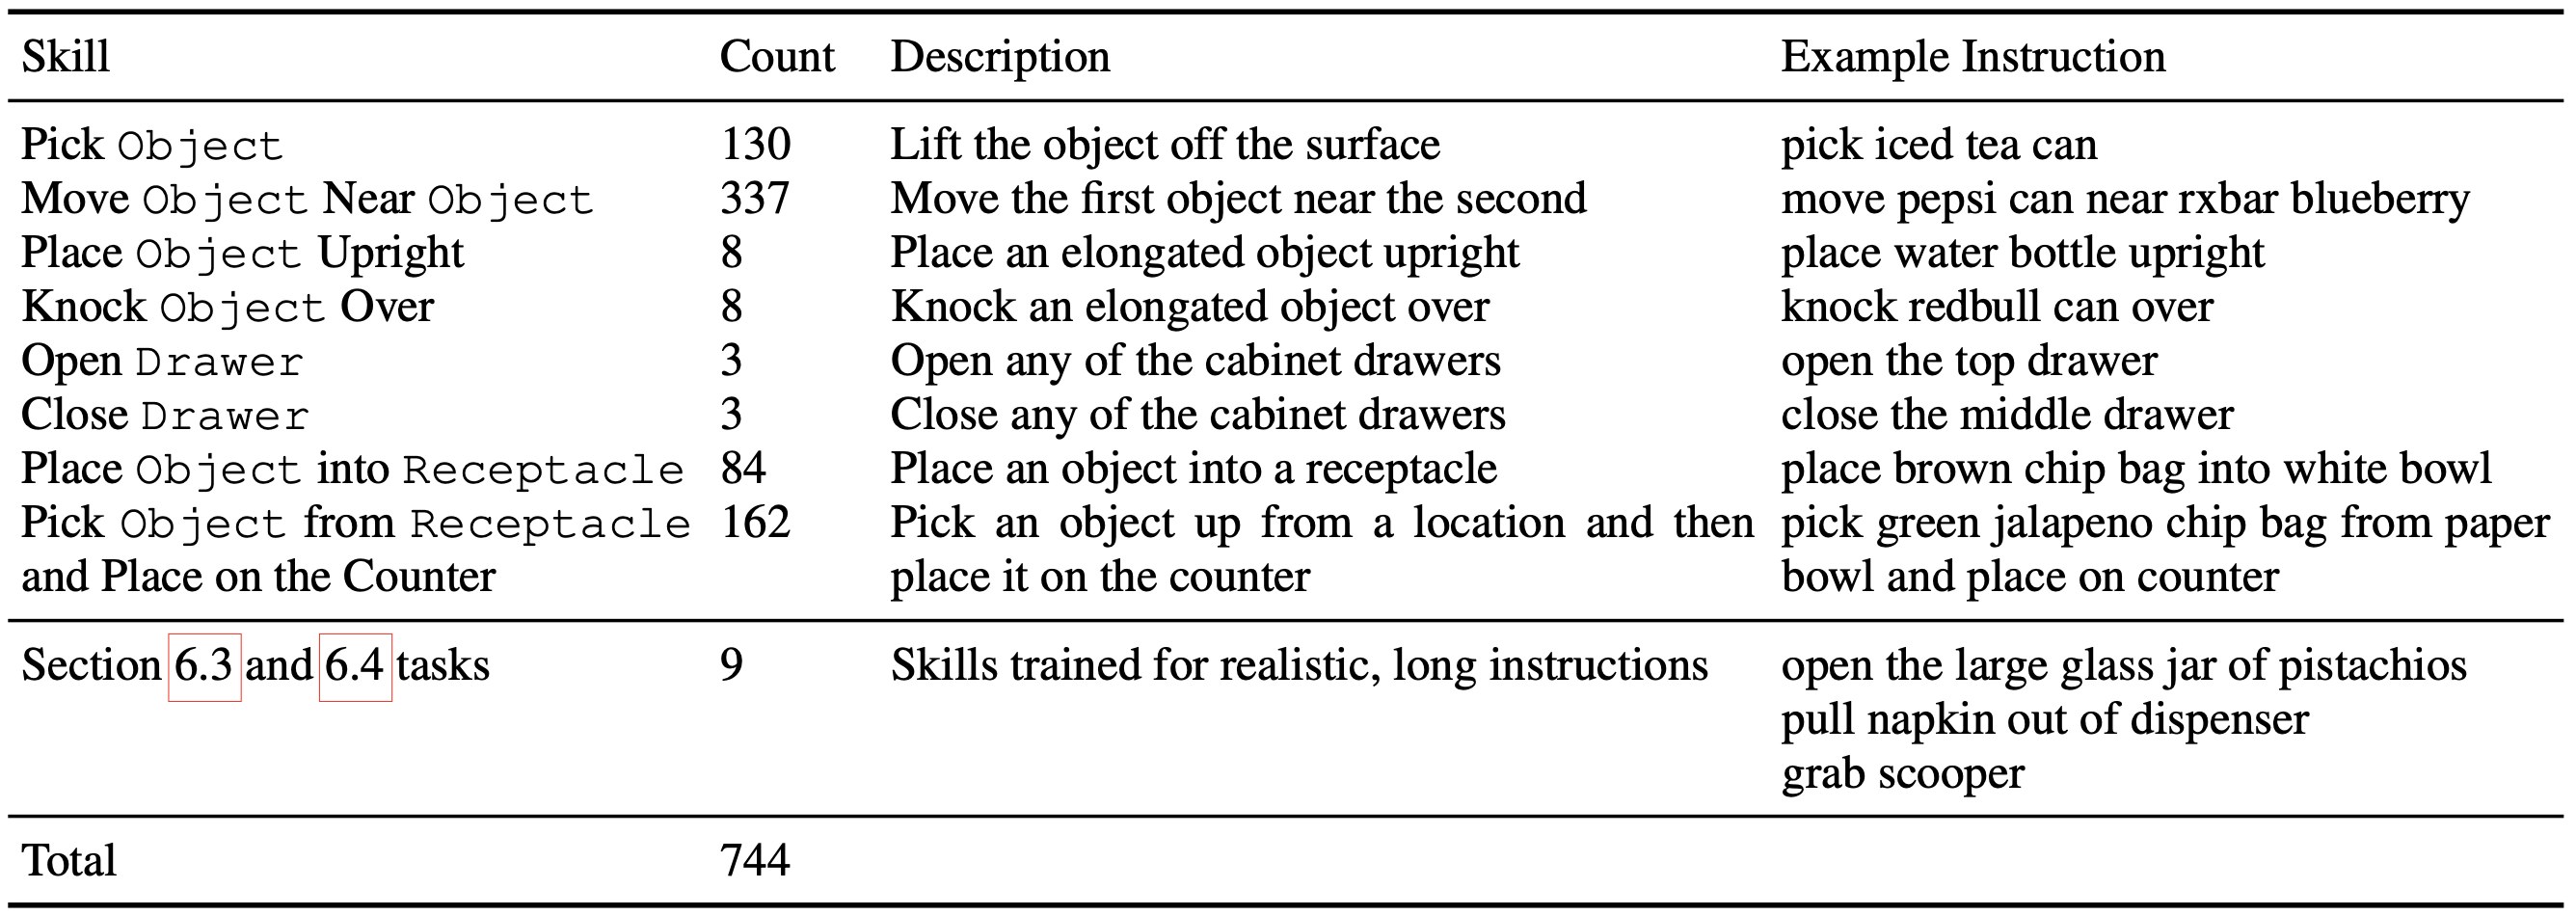 Skill Count Description Example Instruction
Pick Object 130 Lift the object off the surface pick iced tea can
Move Object Near Object 337 Move the first object near the second move pepsi can near rxbar blueberry
Place Object Upright 8 Place an elongated object upright place water bottle upright
Knock Object Over 8 Knock an elongated object over knock redbull can over
Open Drawer 3 Open any of the cabinet drawers open the top drawer
Close Drawer 3 Close any of the cabinet drawers close the middle drawer
Place Object into Receptacle 84 Place an object into a receptacle place brown chip bag into white bowl
Pick Object from Receptacle 162 Pick an object up from a location and then pick green jalapeno chip bag from paper
and Place on the Counter place it on the counter bowl and place on counter
Section 6.3 and 6.4 tasks 9 Skills trained for realistic, long instructions open the large glass jar of pistachios
pull napkin out of dispenser
grab scooper
Total 744